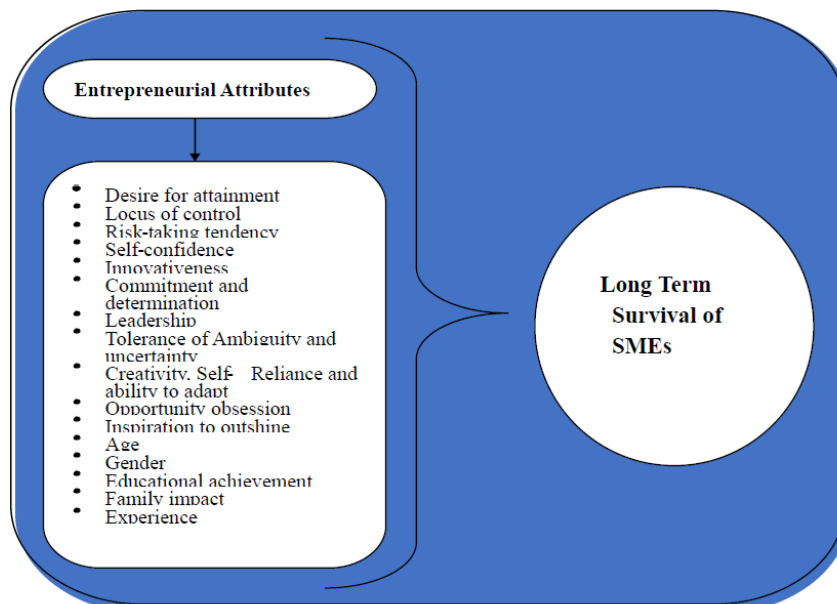 Entrepreneurial Attributes
• Desire for attainment
• Locus of control
• Risk-taking tendency
• Self-confidence
• Innovativeness
• Commitment and
determination
• Leadership
• Tolerance of Ambiguity and
uncertainty
• Creativity, Self- Reliance and
ability to adapt
• Opportunity obsession
• Inspiration to outshine
• Age
• Gender
• Educational achievement
• Family impact
• Experience
Long Term
Survival of
SMEs